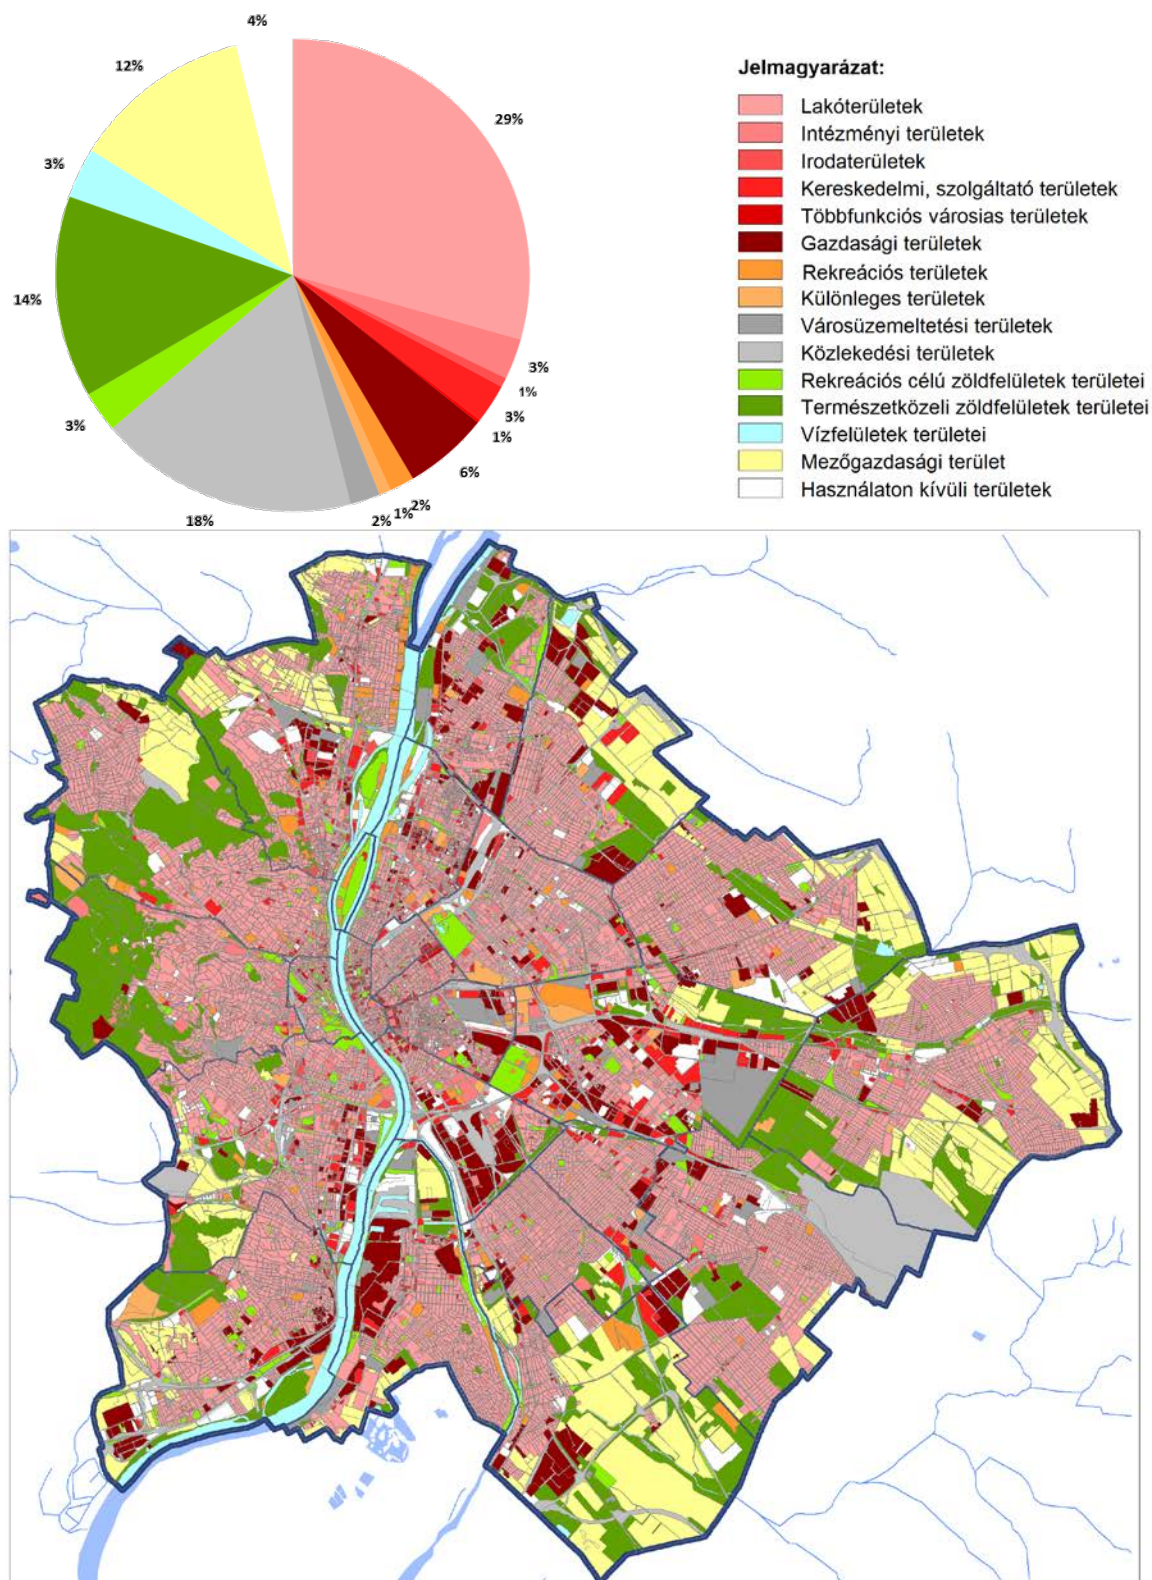 4%
12%
29%
3%
14%
3%
1%
3%
1%
3%
6%
2%
1%
2%
18%
Jelmagyarázat:
Lakóterületek
Intézményi területek
Irodaterületek
Kereskedelmi, szolgáltató területek
Többfunkciós városias területek
Gazdasági területek
Rekreációs területek
Különleges területek
Városüzemeltetési területek
Közlekedési területek
Rekreációs célú zöldfelületek területei
Természetközeli zöldfelületek területei
Vízfelületek területei
Mezőgazdasági terület
Használaton kívüli területek